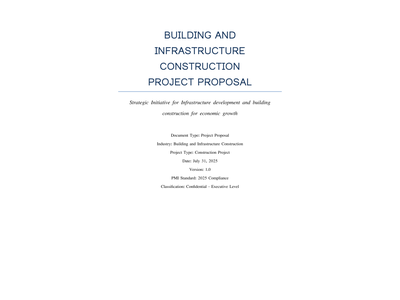 BUILDING AND
INFRASTRUCTURE
CONSTRUCTION
PROJECT PROPOSAL
Strategic Initiative for Infrastructure development and building
construction for economic growth
Document Type: Project Proposal
Industry: Building and Infrastructure Construction
Project Type: Construction Project
Date: July 31, 2025
Version: 1.0
PMI Standard: 2025 Compliance
Classification: Confidential - Executive Level